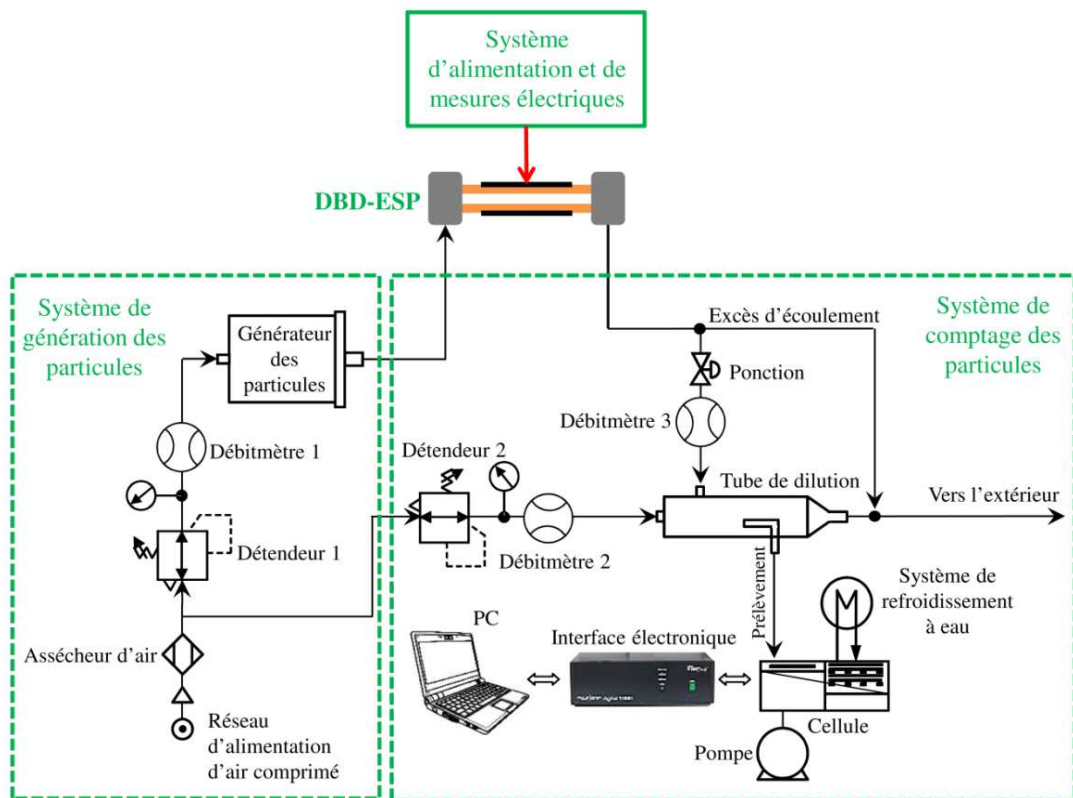 Système
d'alimentation et de
mesures électriques
DBD-ESP
Système de
génération des
particules
Générateur
des
particules
Débitmètre 1
Détendeur 1
Assécheur d'air
Réseau
d'alimentation
d'air comprimé
Excès d'écoulement
Système de
comptage des
particules
Ponction
Débitmètre 3
Détendeur 2
Tube de dilution
Vers l'extérieur
Débitmètre 2
Prélèvement
Système de
refroidissement
à eau
PC
Interface électronique
Cellule
Pompe